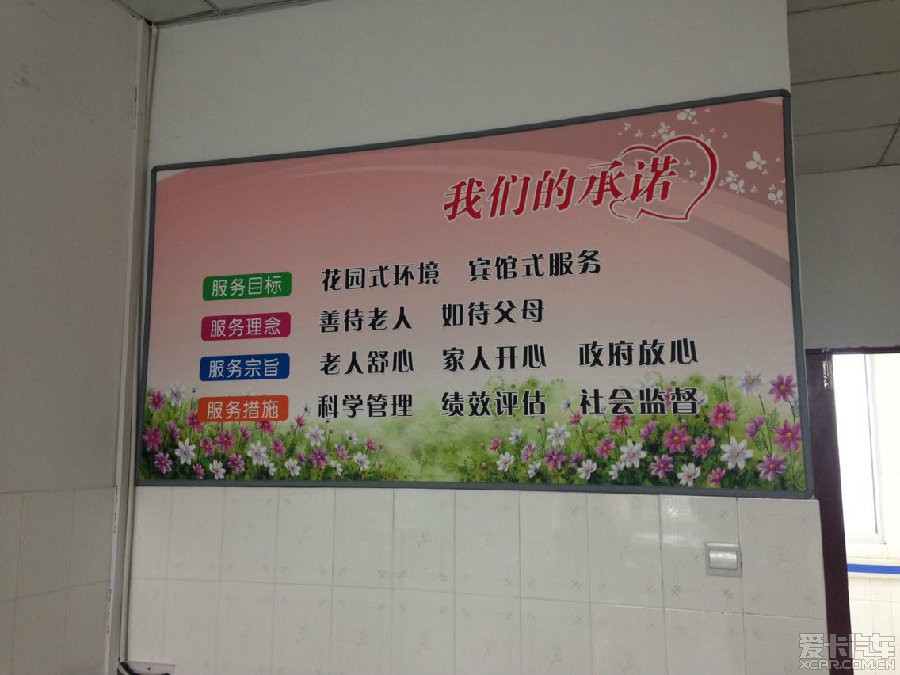 我们的承诺
服务目标 花园式环境 宾馆式服务
服务理念 善待老人 如待父母
服务宗旨 老人舒心 家人开心 政府放心
服务措施 科学管理 绩效评估 社会监督
爱卡汽车
XCAR.COM.CN